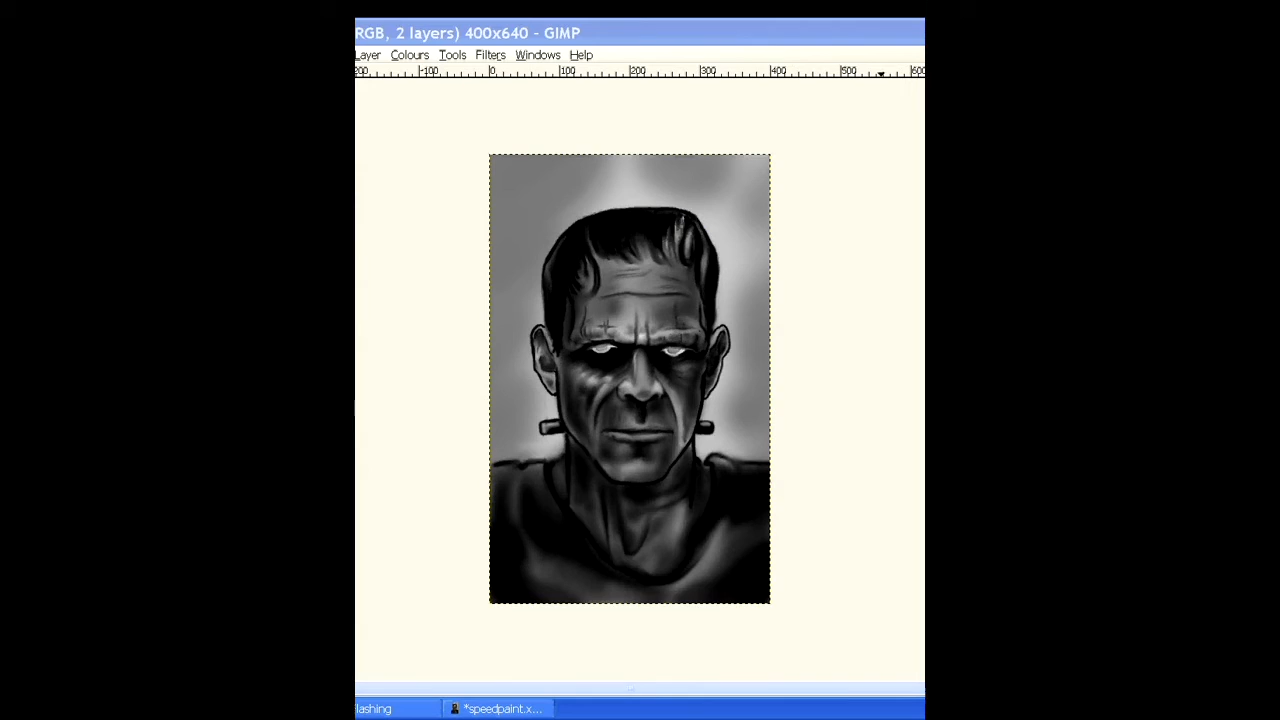 RGB, 2 layers) 400x640 – GIMP
Layer Colours Tools Filters Windows Help
200 -100 0 100 200 300 400 500 600
lashing *speedpaint.x...